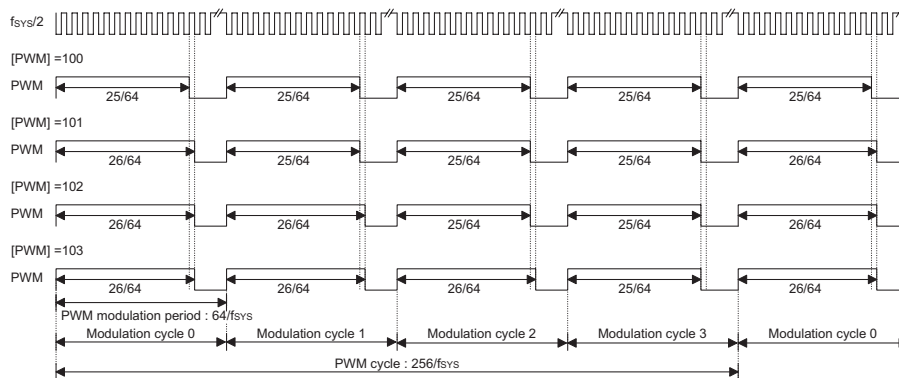 fSYS/2
[PWM] =100
PWM
25/64 25/64 25/64 25/64 25/64
[PWM] =101
PWM
26/64 25/64 25/64 25/64 26/64
[PWM] =102
PWM
26/64 26/64 25/64 25/64 26/64
[PWM] =103
PWM
26/64 26/64 26/64 25/64 26/64
PWM modulation period : 64/fSYS
Modulation cycle 0 Modulation cycle 1 Modulation cycle 2 Modulation cycle 3 Modulation cycle 0
PWM cycle : 256/fSYS